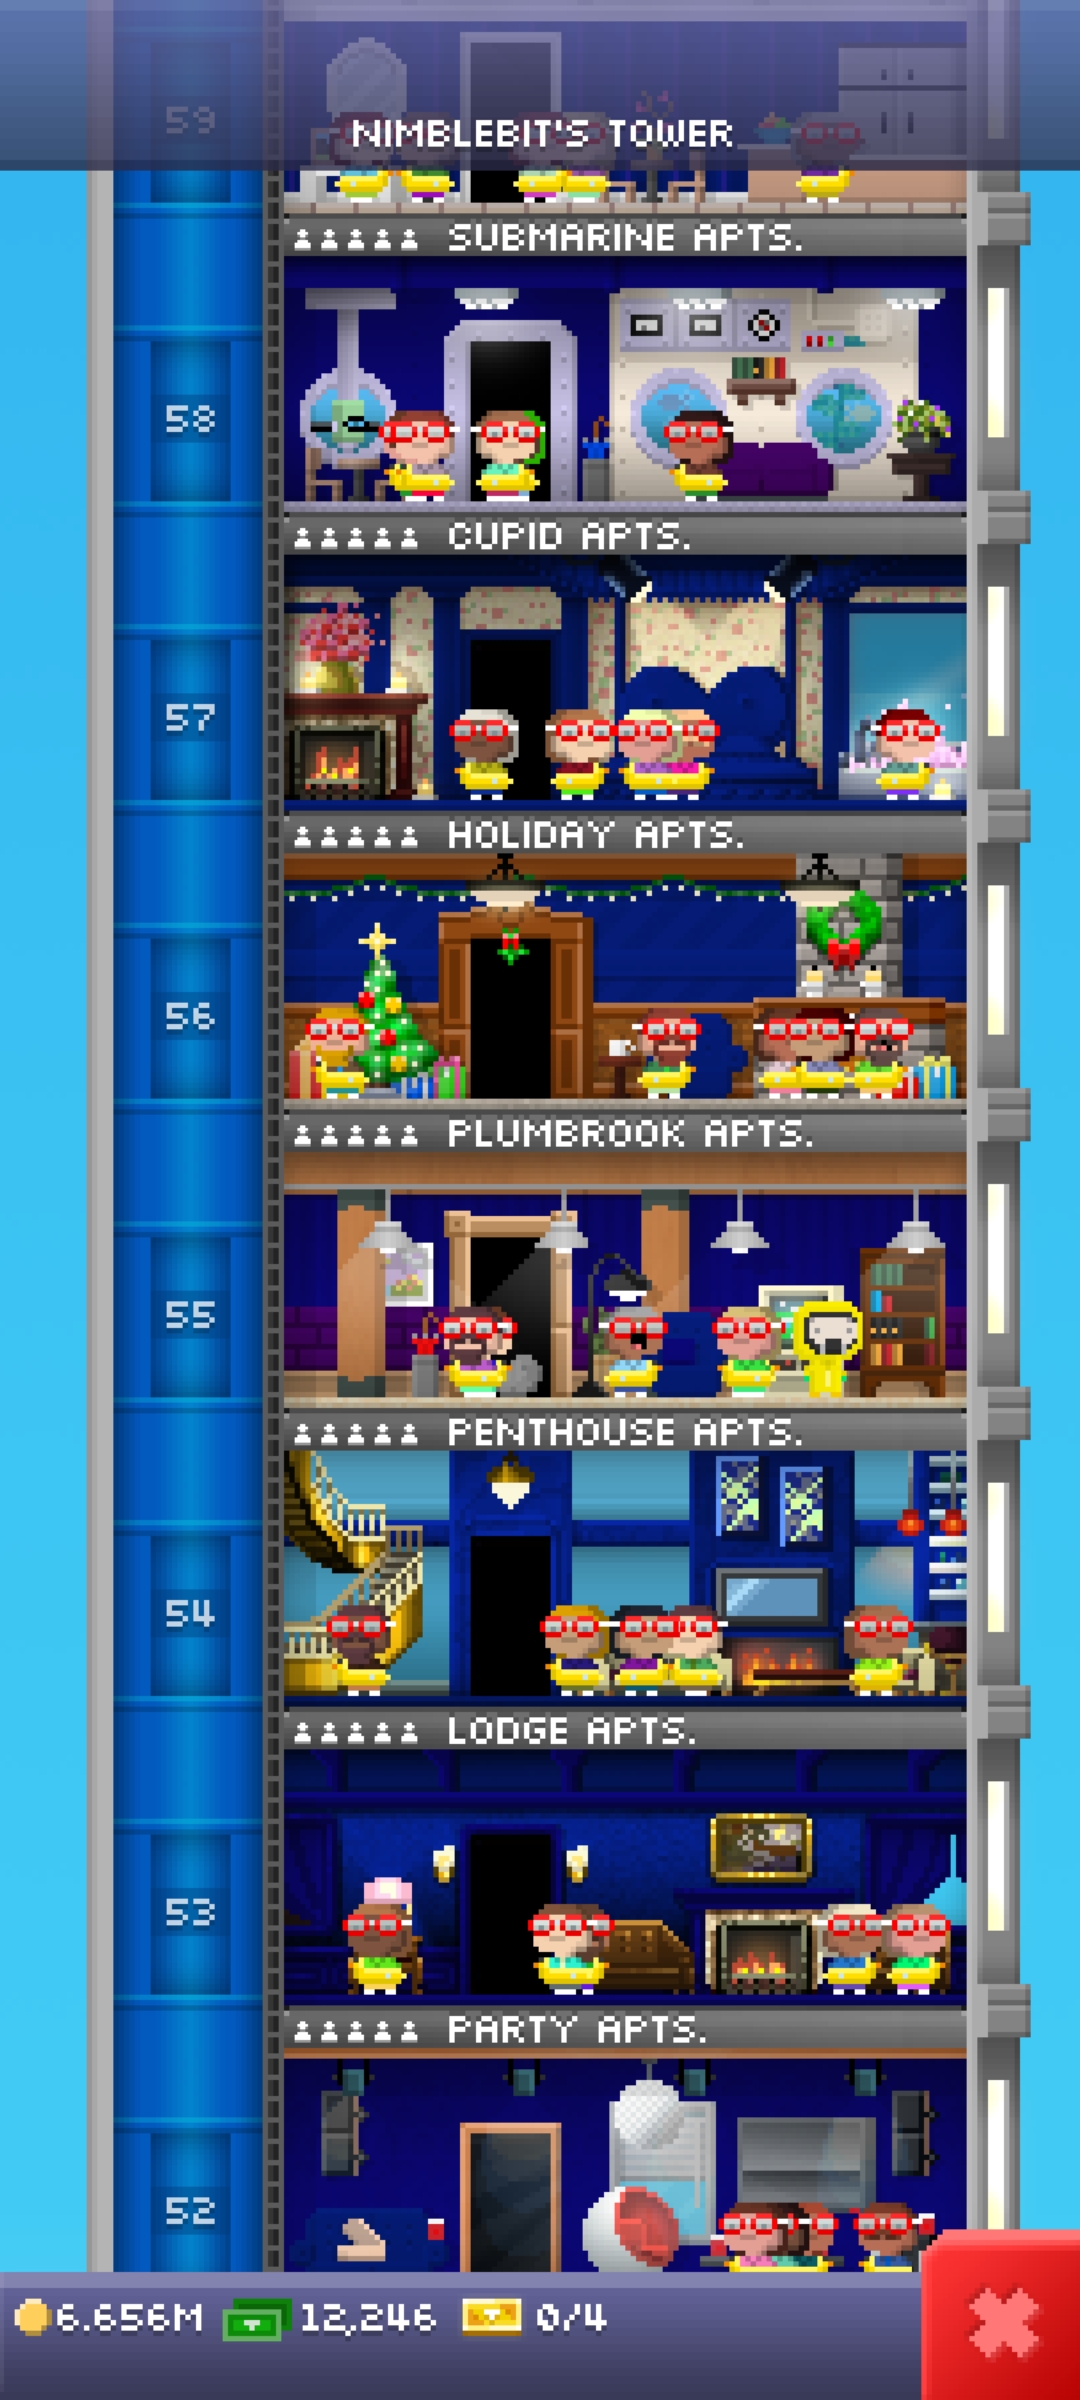 59
NIMBLEBIT'S TOWER
SUBMARINE APTS.
58
CUPID APTS.
57
HOLIDAY APTS.
56
PLUMBROOK APTS.
55
PENTHOUSE APTS.
54
LODGE APTS.
53
PARTY APTS.
52
6.656M 12,246 0/4